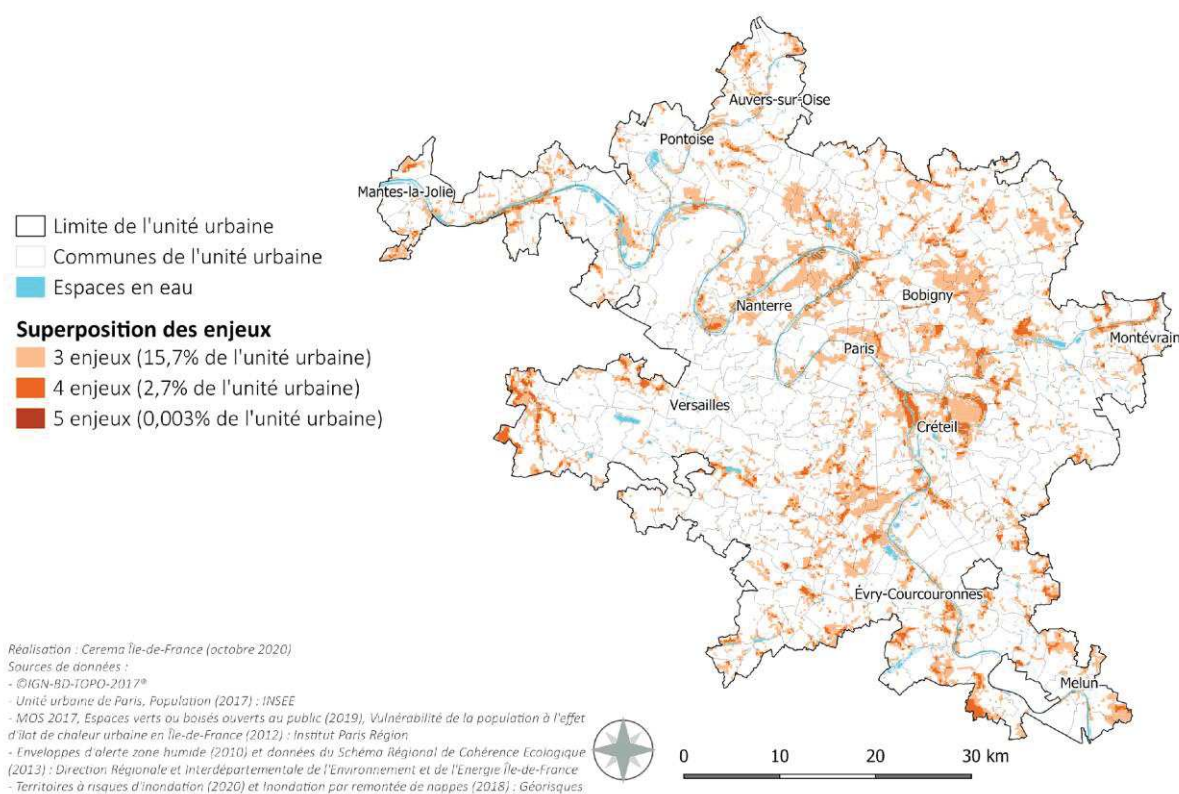 Auvers-sur-Oise
Pontoise
Mantes-la-Jolie
Limite de l'unité urbaine
Communes de l'unité urbaine
Espaces en eau
Nanterre
Bobigny
Montévrain
Superposition des enjeux
3 enjeux (15,7% de l'unité urbaine)
Paris
4 enjeux (2,7% de l'unité urbaine)
5 enjeux (0,003% de l'unité urbaine)
Versailles
Créteil
Évry-Courcouronnes
Melun
Réalisation : Cerema Île-de-France (octobre 2020)
Sources de données :
- ©IGN-BD-TOPO-2017®
- Unité urbaine de Paris, Population (2017) : INSEE
- MOS 2017, Espaces verts ou boisés ouverts au public (2019), Vulnérabilité de la population à l'effet
d'îlot de chaleur urbaine en Île-de-France (2012) : Institut Paris Région
- Enveloppes d'alerte zone humide (2010) et données du Schéma Régional de Cohérence Ecologique
(2013) : Direction Régionale et Interdépartementale de l'Environnement et de l'Energie Île-de-France
- Territoires à risques d'inondation (2020) et Inondation par remontée de nappes (2018) : Géorisques
0 10 20 30 km